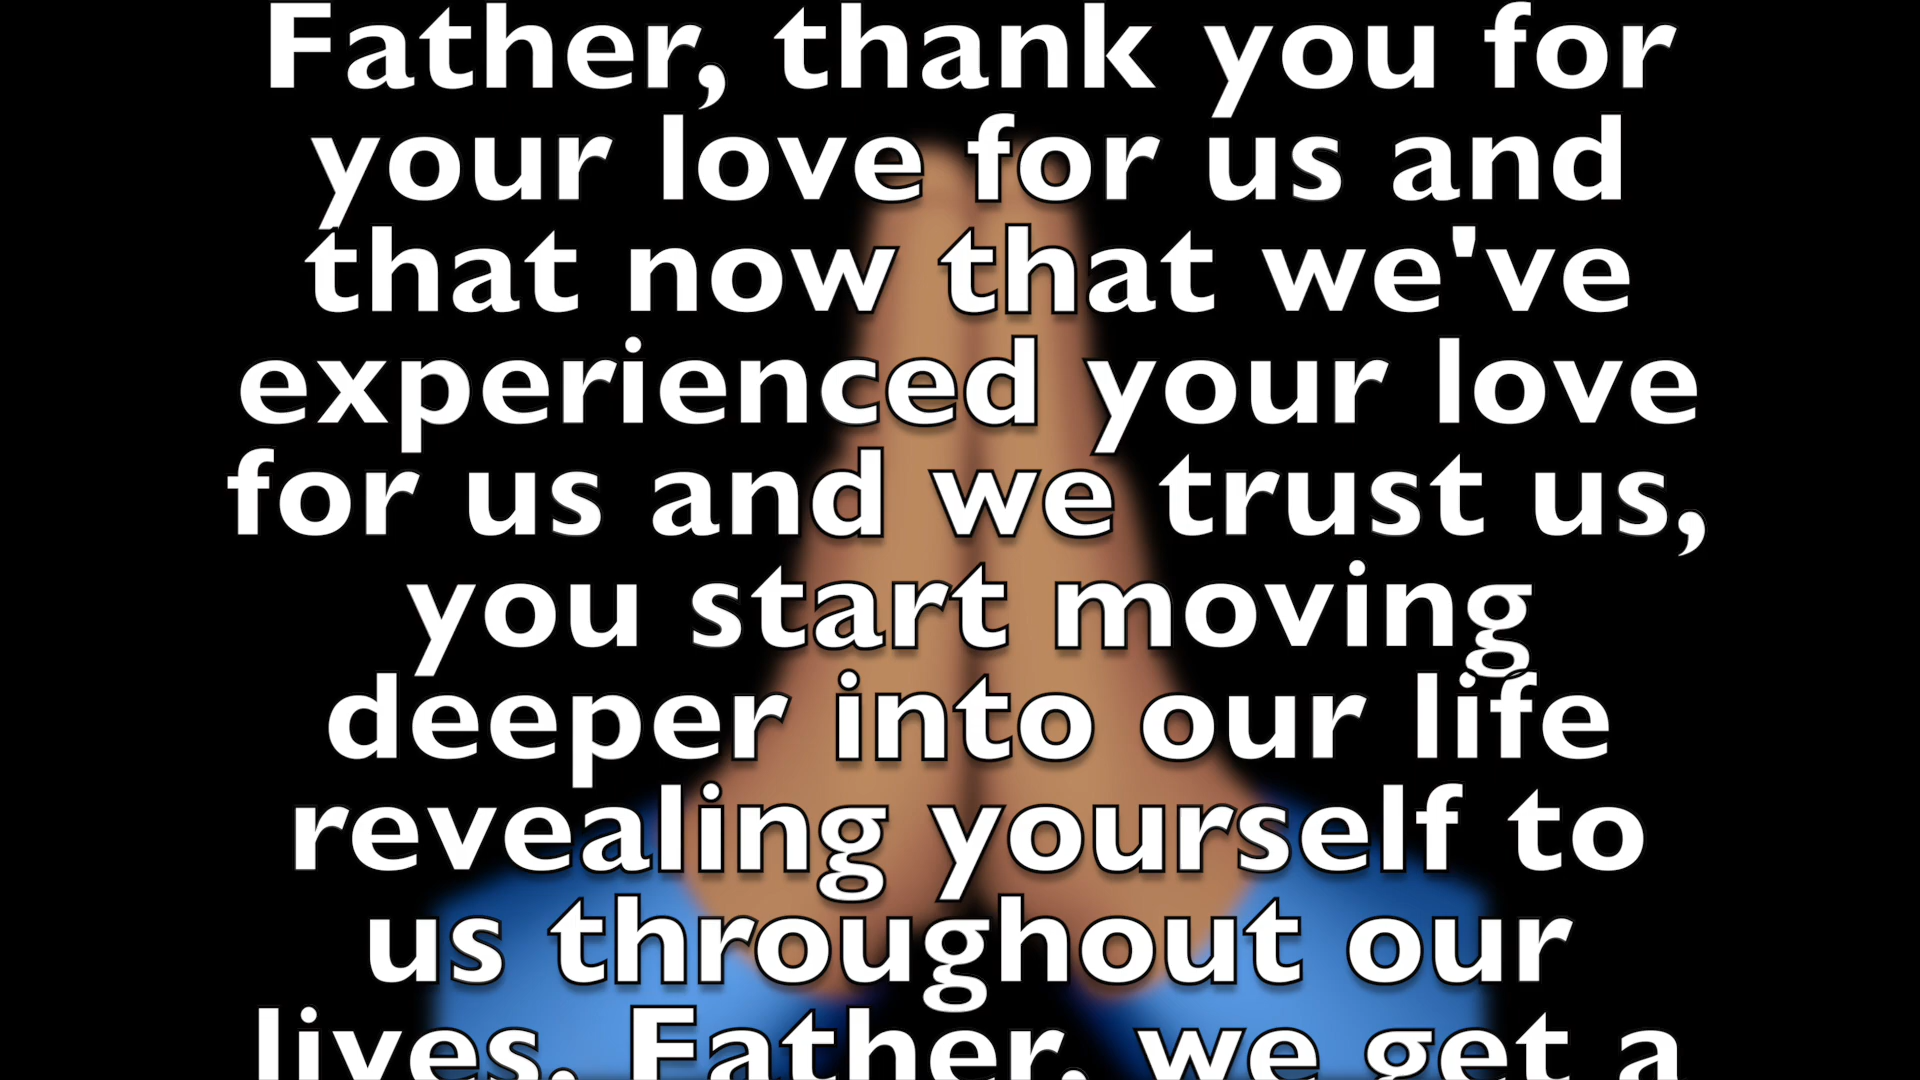 Father, thank you for
your love for us and
that now that we've
experienced your love
for us and we trust us,
you start moving
deeper into our life
revealing yourself to
us throughout our
lives. Father, we get a